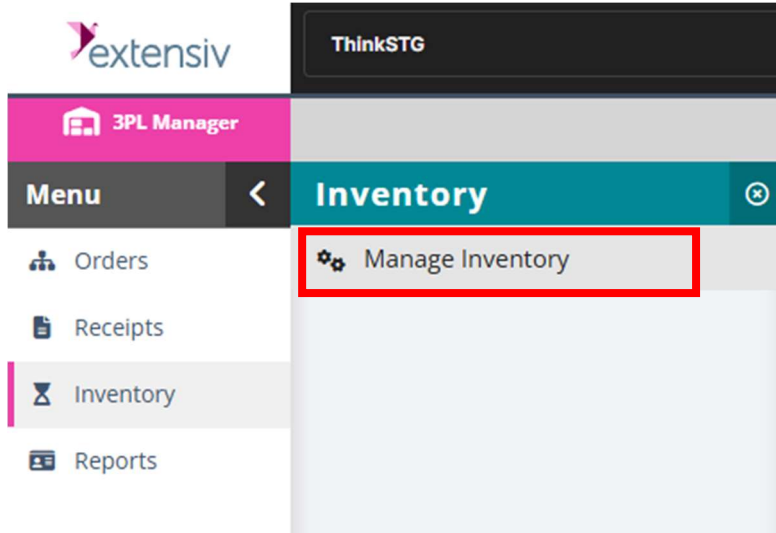 extensiv
ThinkSTG
3PL Manager
Menu
Inventory
Orders
Manage Inventory
Receipts
Inventory
Reports